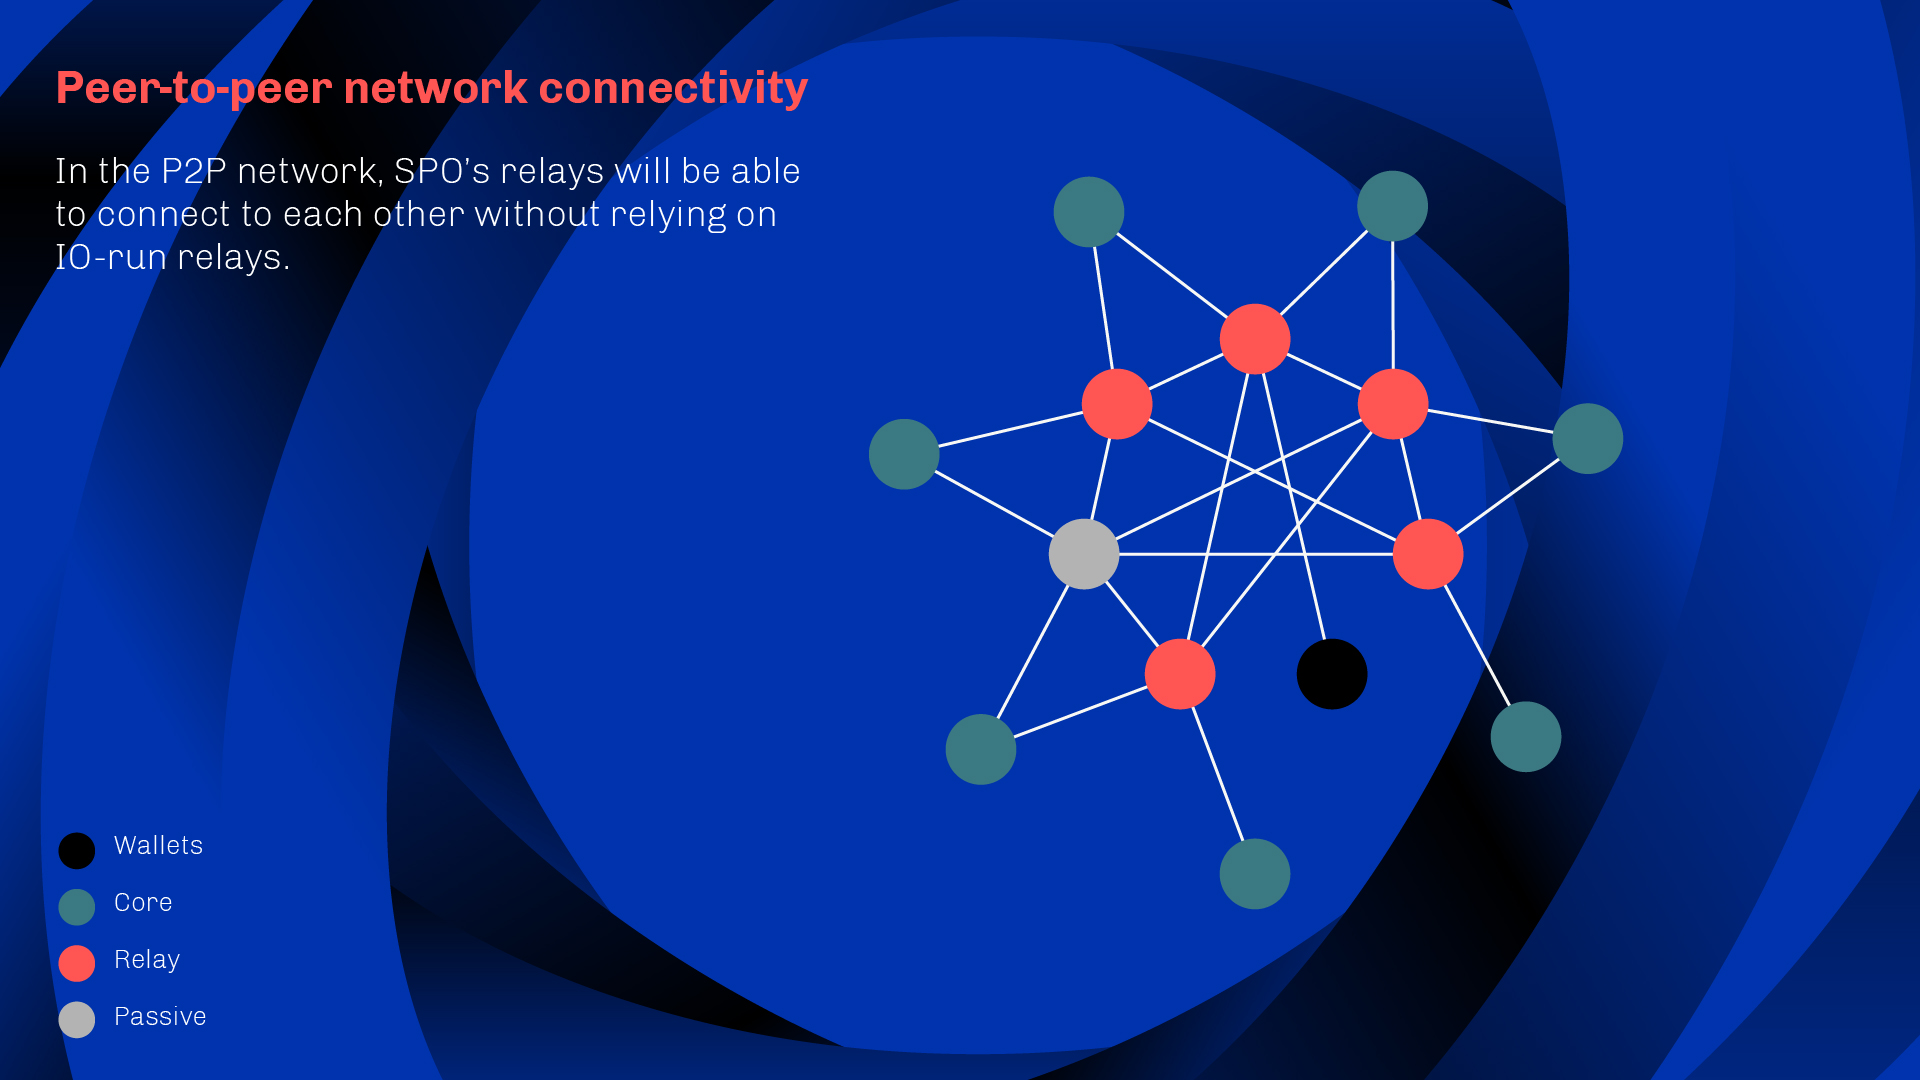 Peer-to-peer network connectivity
In the P2P network, SPO’s relays will be able
to connect to each other without relying on
IO-run relays.
Wallets
Core
Relay
Passive